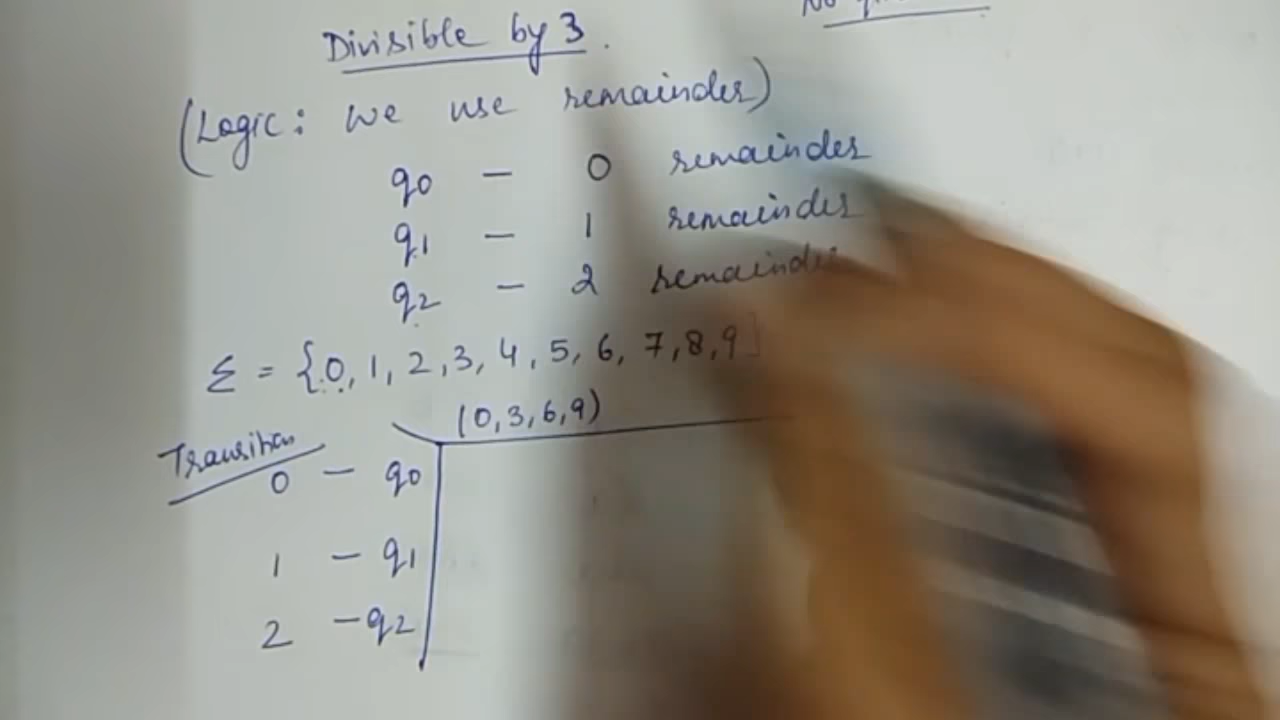 Divisible by 3.
(Logic: we use remainder)
q0 - 0 remainder
q1 - 1 remainder
q2 - 2 remainder
Σ = {0, 1, 2, 3, 4, 5, 6, 7, 8, 9}
(0, 3, 6, 9)
Transition
0 - q0
1 - q1
2 - q2